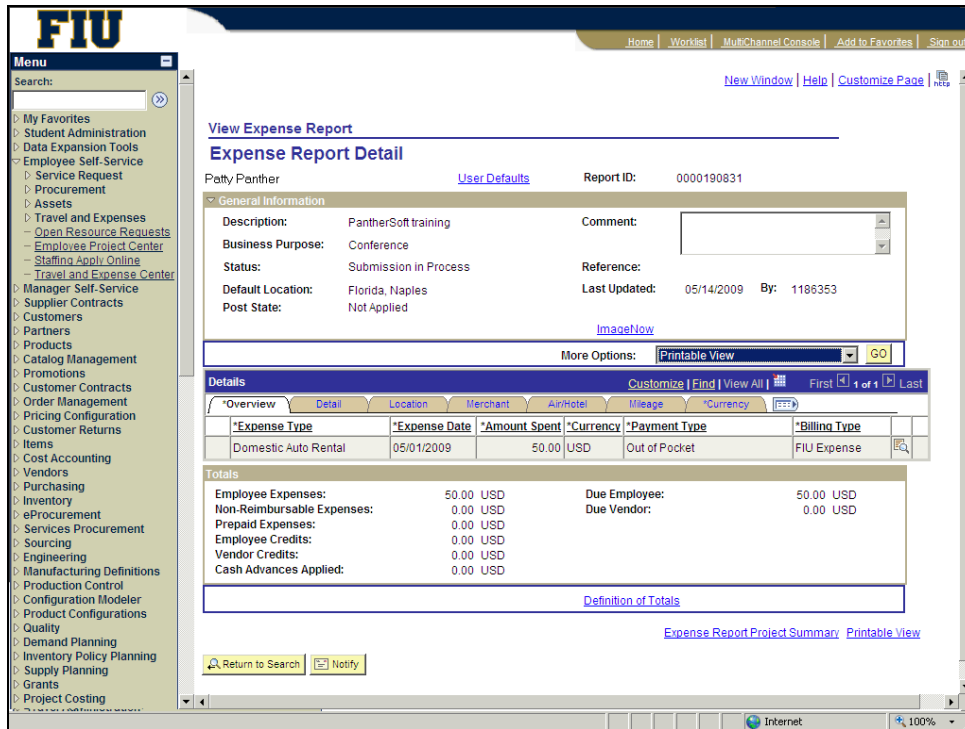 FIU
Home | Worklist | MultiChannel Console | Add to Favorites | Sign out
Menu
Search:
My Favorites
Student Administration
Data Expansion Tools
Employee Self-Service
Service Request
Procurement
Assets
Travel and Expenses
Open Resource Requests
Employee Project Center
Staffing Apply Online
Travel and Expense Center
Manager Self-Service
Supplier Contracts
Customers
Partners
Products
Catalog Management
Promotions
Customer Contracts
Order Management
Pricing Configuration
Customer Returns
Items
Cost Accounting
Vendors
Purchasing
Inventory
eProcurement
Services Procurement
Sourcing
Engineering
Manufacturing Definitions
Production Control
Configuration Modeler
Product Configurations
Quality
Demand Planning
Inventory Policy Planning
Supply Planning
Grants
Project Costing
New Window | Help | Customize Page | http
View Expense Report
Expense Report Detail
Patty Panther User Defaults Report ID: 0000190831
General Information
Description: PantherSoft training Comment:
Business Purpose: Conference
Status: Submission in Process Reference:
Default Location: Florida, Naples Last Updated: 05/14/2009 By: 1186353
Post State: Not Applied
ImageNow
More Options: Printable View GO
Details Customize | Find | View All | First 1 of 1 Last
*Overview Detail Location Merchant Air/Hotel Mileage *Currency
*Expense Type *Expense Date *Amount Spent *Currency *Payment Type *Billing Type
Domestic Auto Rental 05/01/2009 50.00 USD Out of Pocket FIU Expense
Totals
Employee Expenses: 50.00 USD Due Employee: 50.00 USD
Non-Reimbursable Expenses: 0.00 USD Due Vendor: 0.00 USD
Prepaid Expenses: 0.00 USD
Employee Credits: 0.00 USD
Vendor Credits: 0.00 USD
Cash Advances Applied: 0.00 USD
Definition of Totals
Expense Report Project Summary Printable View
Return to Search Notify
Internet 100%